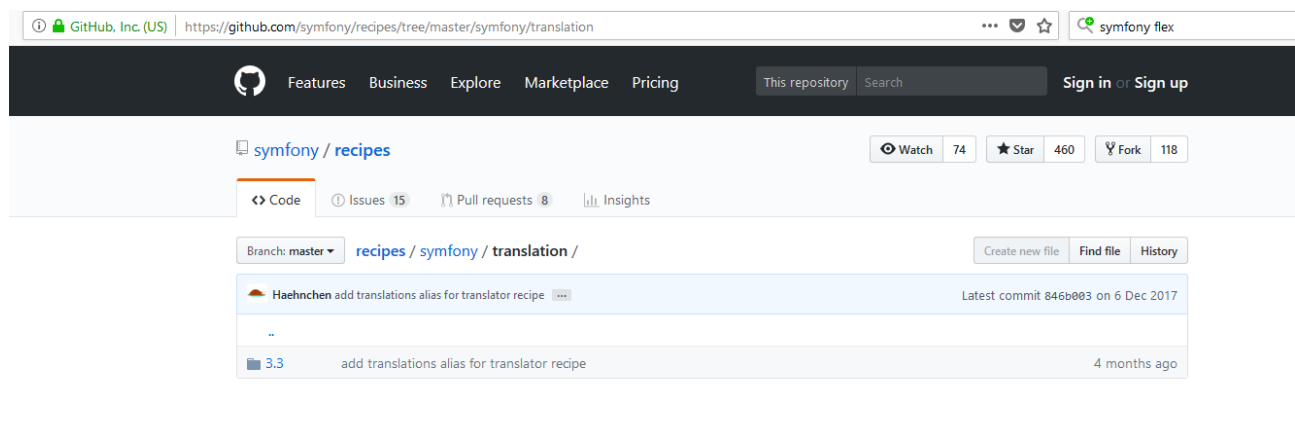 GitHub, Inc. (US) https://github.com/symfony/recipes/tree/master/symfony/translation ••• symfony flex
Features Business Explore Marketplace Pricing This repository Search Sign in or Sign up
symfony / recipes Watch 74 Star 460 Fork 118
<> Code Issues 15 Pull requests 8 Insights
Branch: master recipes / symfony / translation / Create new file Find file History
Haehnchen add translations alias for translator recipe ... Latest commit 846b003 on 6 Dec 2017
..
3.3 add translations alias for translator recipe 4 months ago